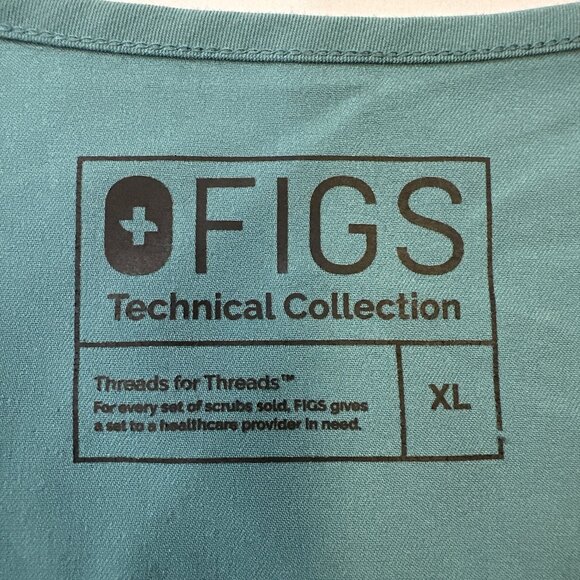 FIGS
Technical Collection
Threads for Threads™
For every set of scrubs sold, FIGS gives
a set to a healthcare provider in need.
XL